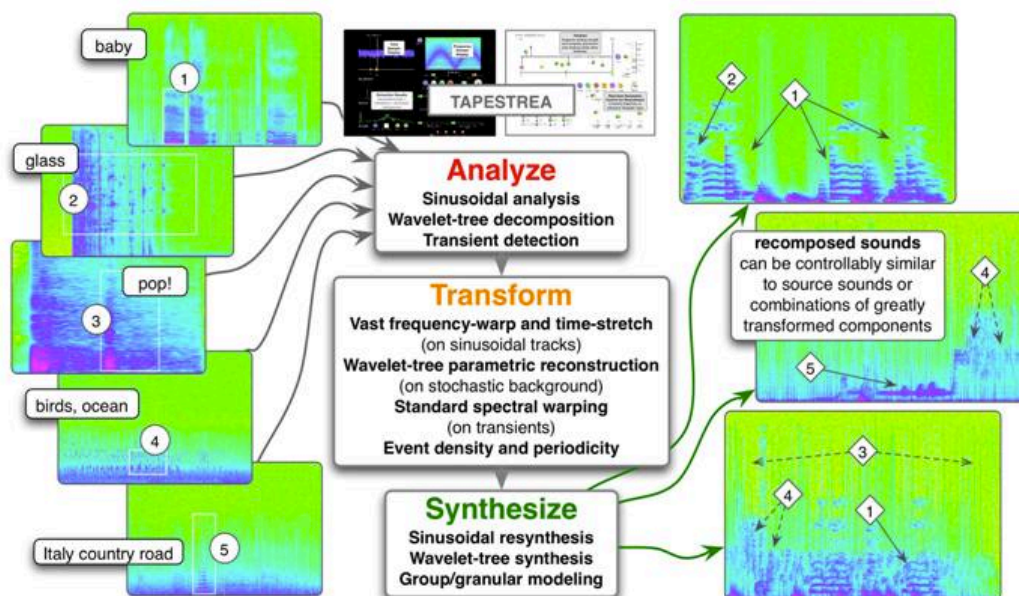 baby
1
glass
2
pop!
3
birds, ocean
4
Italy country road
5
TAPESTREA
Analyze
Sinusoidal analysis
Wavelet-tree decomposition
Transient detection
Transform
Vast frequency-warp and time-stretch
(on sinusoidal tracks)
Wavelet-tree parametric reconstruction
(on stochastic background)
Standard spectral warping
(on transients)
Event density and periodicity
Synthesize
Sinusoidal resynthesis
Wavelet-tree synthesis
Group/granular modeling
2
1
recomposed sounds
can be controllably similar
to source sounds or
combinations of greatly
transformed components
4
5
3
4
1